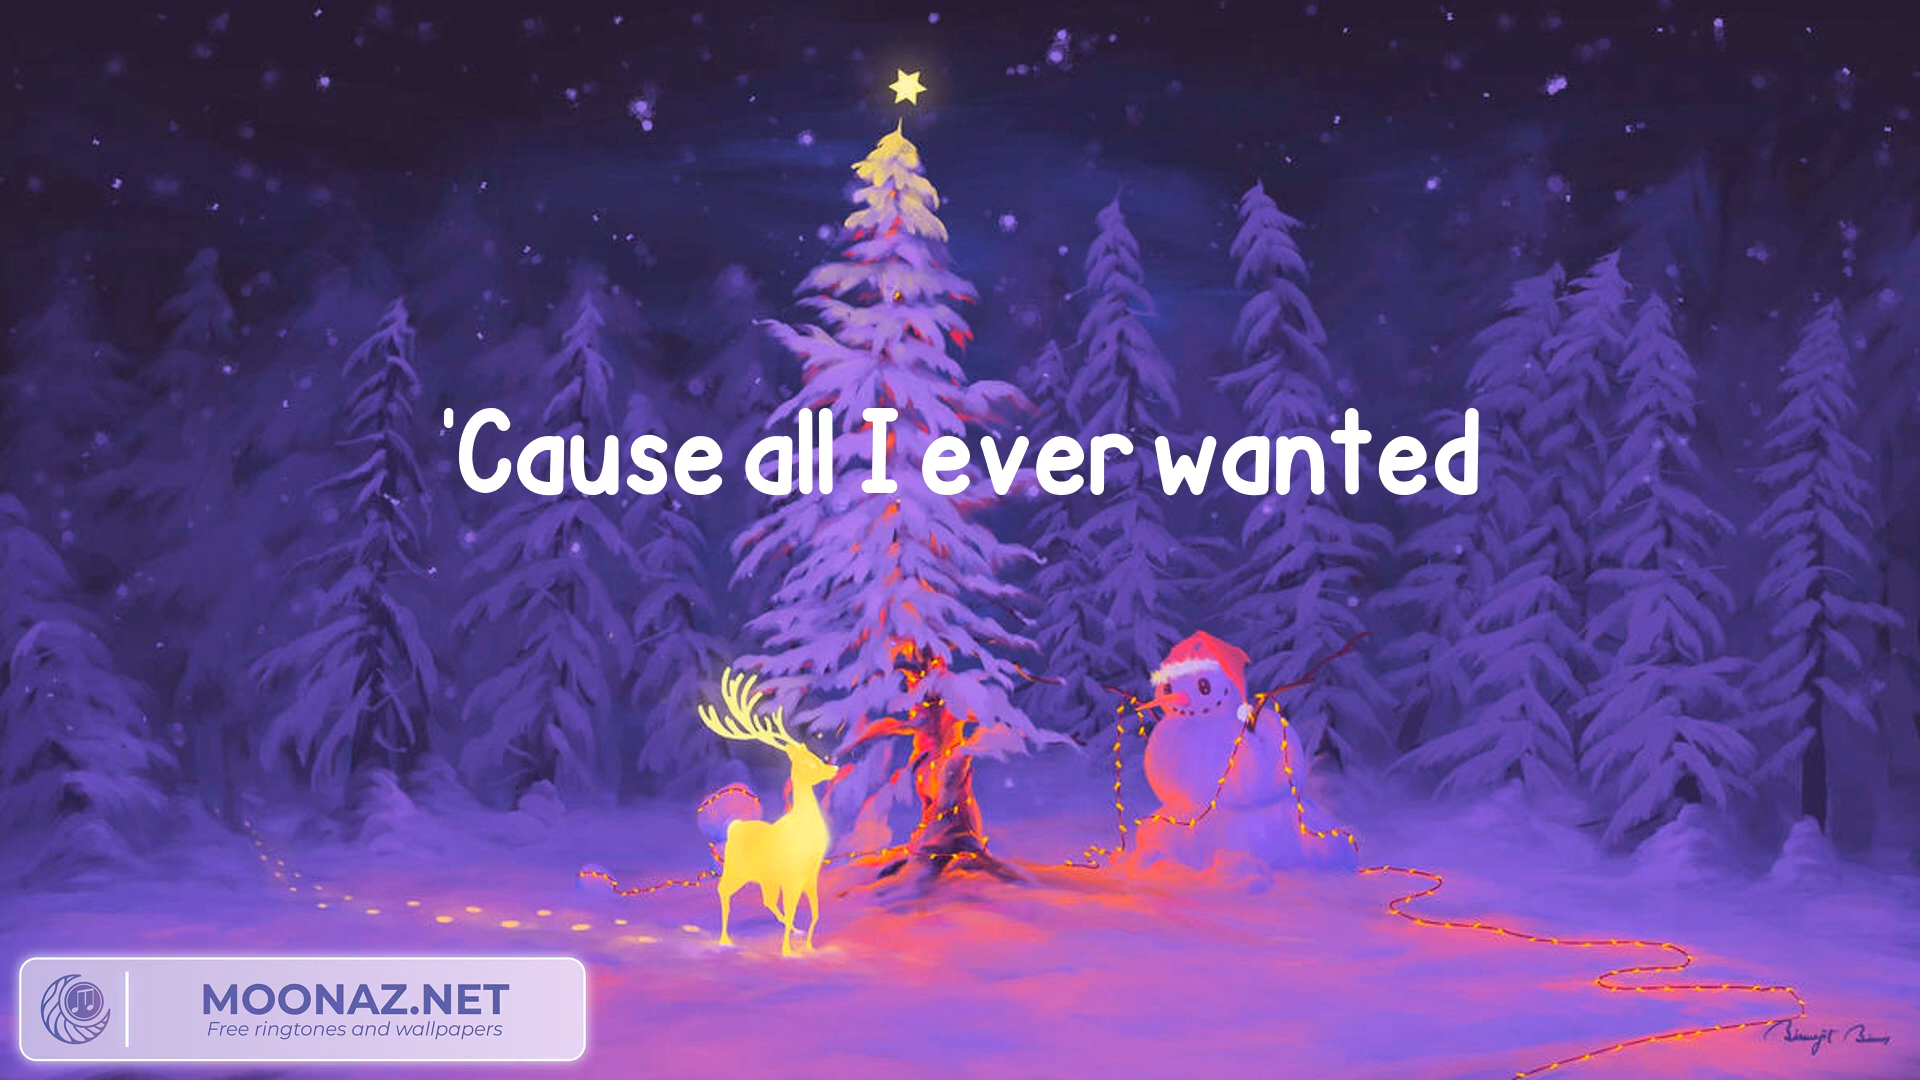 'Cause all I ever wanted
MOONAZ.NET
Free ringtones and wallpapers